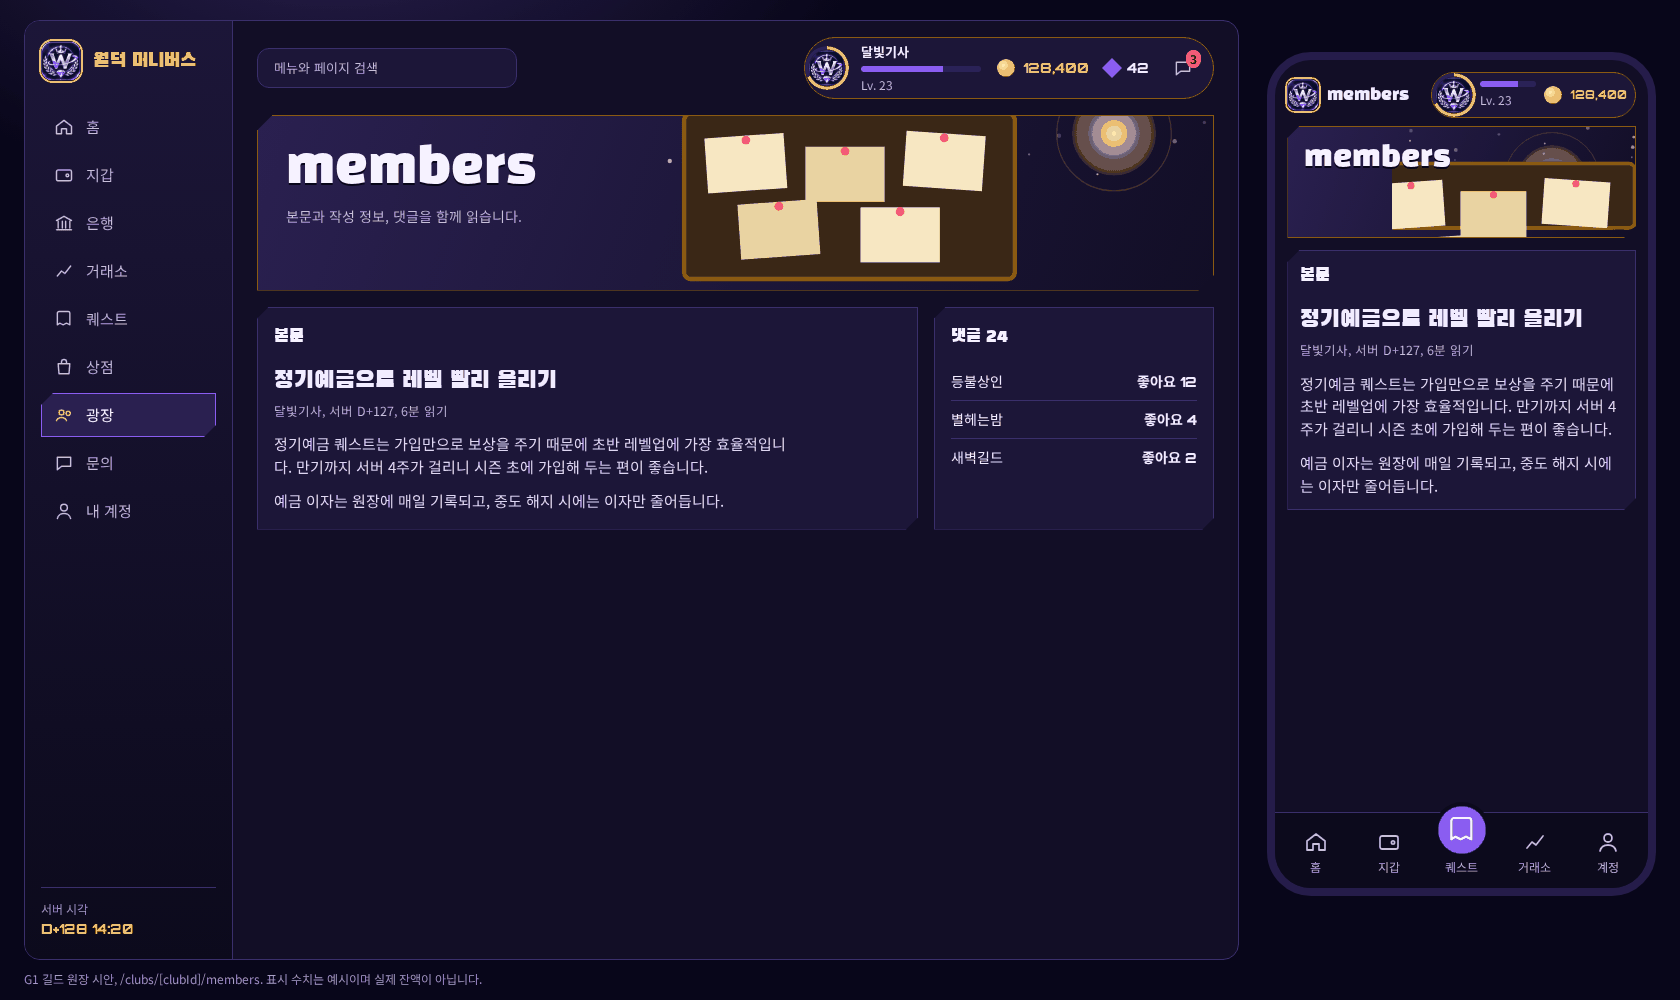 윈덕 머니버스
홈
지갑
은행
거래소
퀘스트
상점
광장
문의
내 계정
서버 시각
D+128 14:20
메뉴와 페이지 검색
달빛기사
Lv. 23
128,400
42
3
members
본문과 작성 정보, 댓글을 함께 읽습니다.
본문
정기예금으로 레벨 빨리 올리기
달빛기사, 서버 D+127, 6분 읽기
정기예금 퀘스트는 가입만으로 보상을 주기 때문에 초반 레벨업에 가장 효율적입니
다. 만기까지 서버 4주가 걸리니 시즌 초에 가입해 두는 편이 좋습니다.
예금 이자는 원장에 매일 기록되고, 중도 해지 시에는 이자만 줄어듭니다.
댓글 24
등불상인 좋아요 12
별헤는밤 좋아요 4
새벽길드 좋아요 2
members
Lv. 23
128,400
members
본문
정기예금으로 레벨 빨리 올리기
달빛기사, 서버 D+127, 6분 읽기
정기예금 퀘스트는 가입만으로 보상을 주기 때문에
초반 레벨업에 가장 효율적입니다. 만기까지 서버 4
주가 걸리니 시즌 초에 가입해 두는 편이 좋습니다.
예금 이자는 원장에 매일 기록되고, 중도 해지 시에
는 이자만 줄어듭니다.
홈
지갑
퀘스트
거래소
계정
G1 길드 원장 시안, /clubs/[clubId]/members. 표시 수치는 예시이며 실제 잔액이 아닙니다.